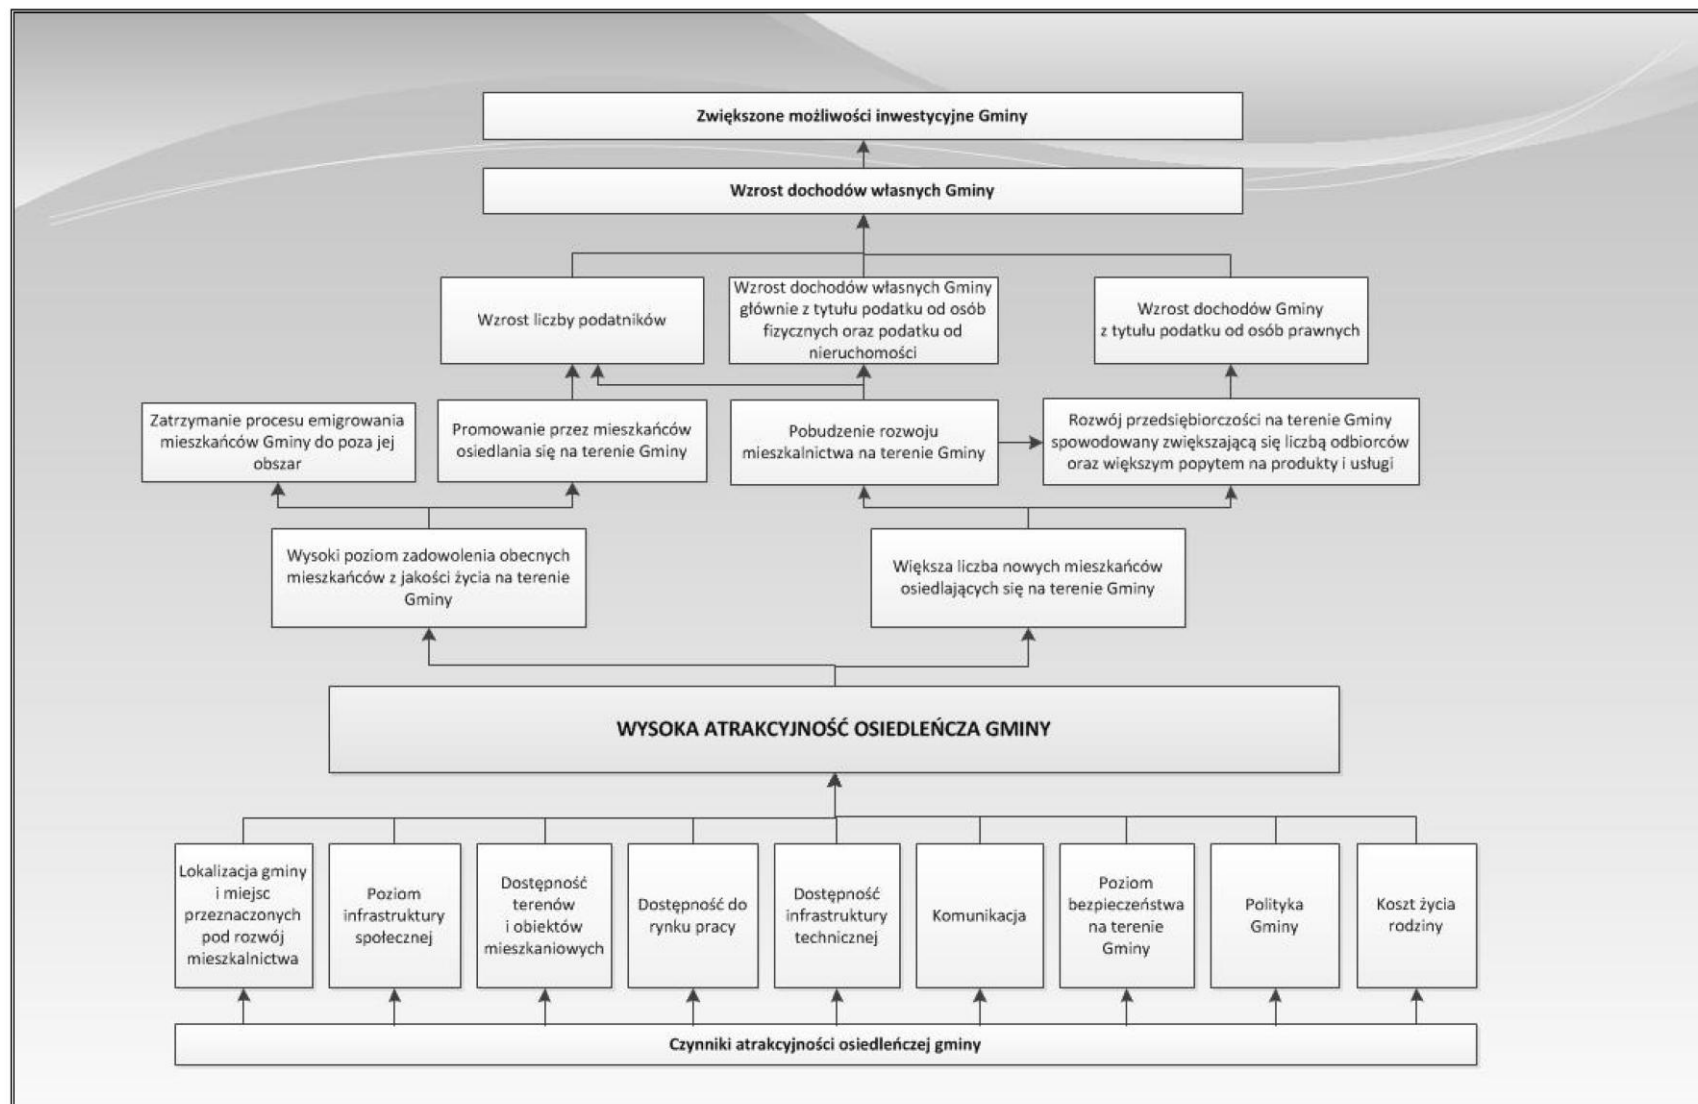 Zwiększone możliwości inwestycyjne Gminy
Wzrost dochodów własnych Gminy
Wzrost liczby podatników
Wzrost dochodów własnych Gminy
głównie z tytułu podatku od osób
fizycznych oraz podatku od
nieruchomości
Wzrost dochodów Gminy
z tytułu podatku od osób prawnych
Zatrzymanie procesu emigrowania
mieszkańców Gminy do poza jej
obszar
Promowanie przez mieszkańców
osiedlania się na terenie Gminy
Pobudzenie rozwoju
mieszkalnictwa na terenie Gminy
Rozwój przedsiębiorczości na terenie Gminy
spowodowany zwiększającą się liczbą odbiorców
oraz większym popytem na produkty i usługi
Wysoki poziom zadowolenia obecnych
mieszkańców z jakości życia na terenie
Gminy
Większa liczba nowych mieszkańców
osiedlających się na terenie Gminy
WYSOKA ATRAKCYJNOŚĆ OSIEDLEŃCZA GMINY
Lokalizacja gminy
i miejsc
przeznaczonych
pod rozwój
mieszkalnictwa
Poziom
infrastruktury
społecznej
Dostępność
terenów
i obiektów
mieszkaniowych
Dostępność do
rynku pracy
Dostępność
infrastruktury
technicznej
Komunikacja
Poziom
bezpieczeństwa
na terenie
Gminy
Polityka
Gminy
Koszt życia
rodziny
Czynniki atrakcyjności osiedleńczej gminy